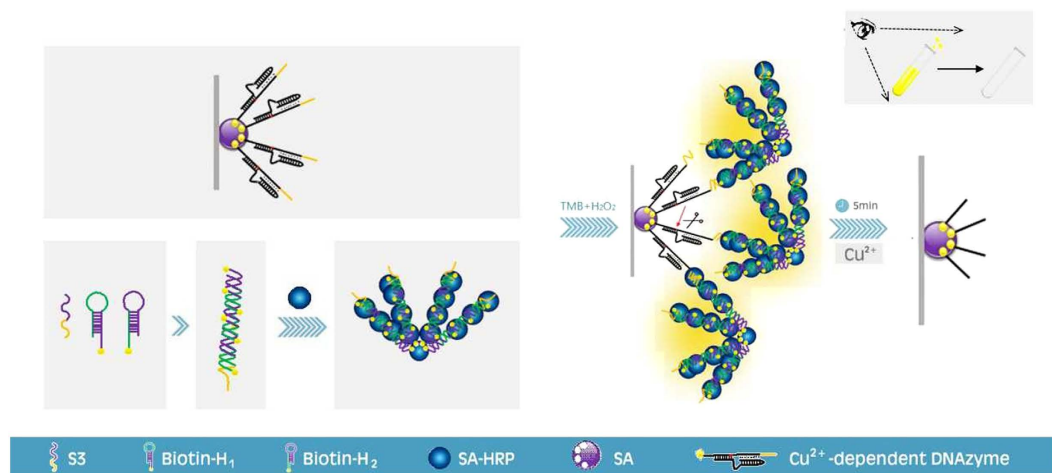 TMB+H₂O₂
5min
Cu²⁺
S3 Biotin-H₁ Biotin-H₂ SA-HRP SA Cu²⁺-dependent DNAzyme